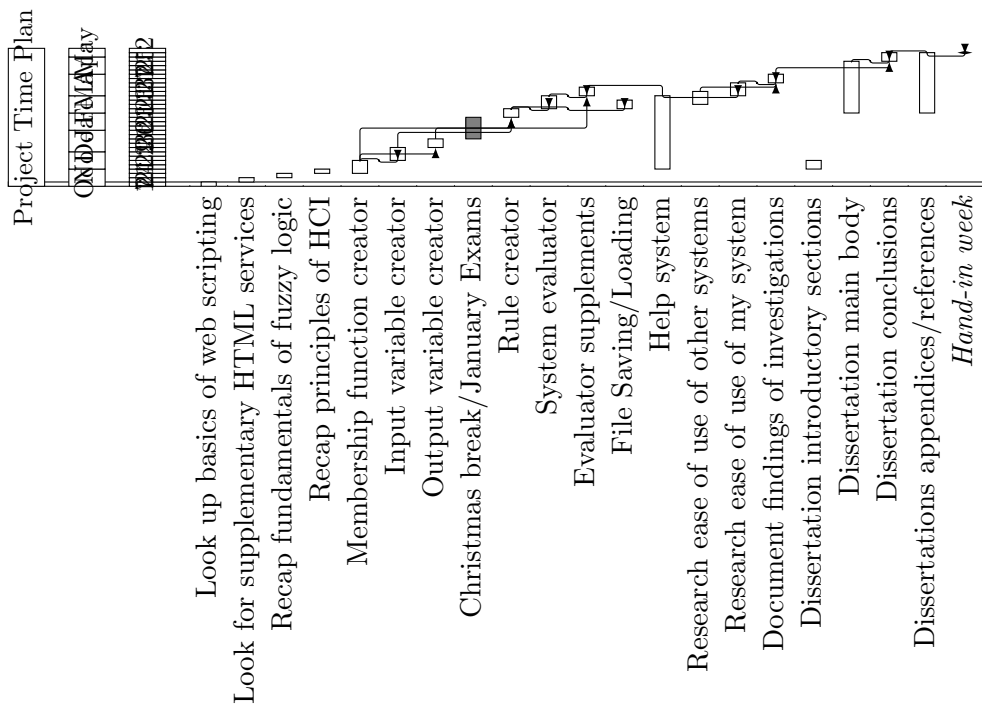 Project Time Plan
Look up basics of web scripting
Look for supplementary HTML services
Recap fundamentals of fuzzy logic
Recap principles of HCI
Membership function creator
Input variable creator
Output variable creator
Christmas break/January Exams
Rule creator
System evaluator
Evaluator supplements
File Saving/Loading
Help system
Research ease of use of other systems
Research ease of use of my system
Document findings of investigations
Dissertation introductory sections
Dissertation main body
Dissertation conclusions
Dissertations appendices/references
Hand-in week